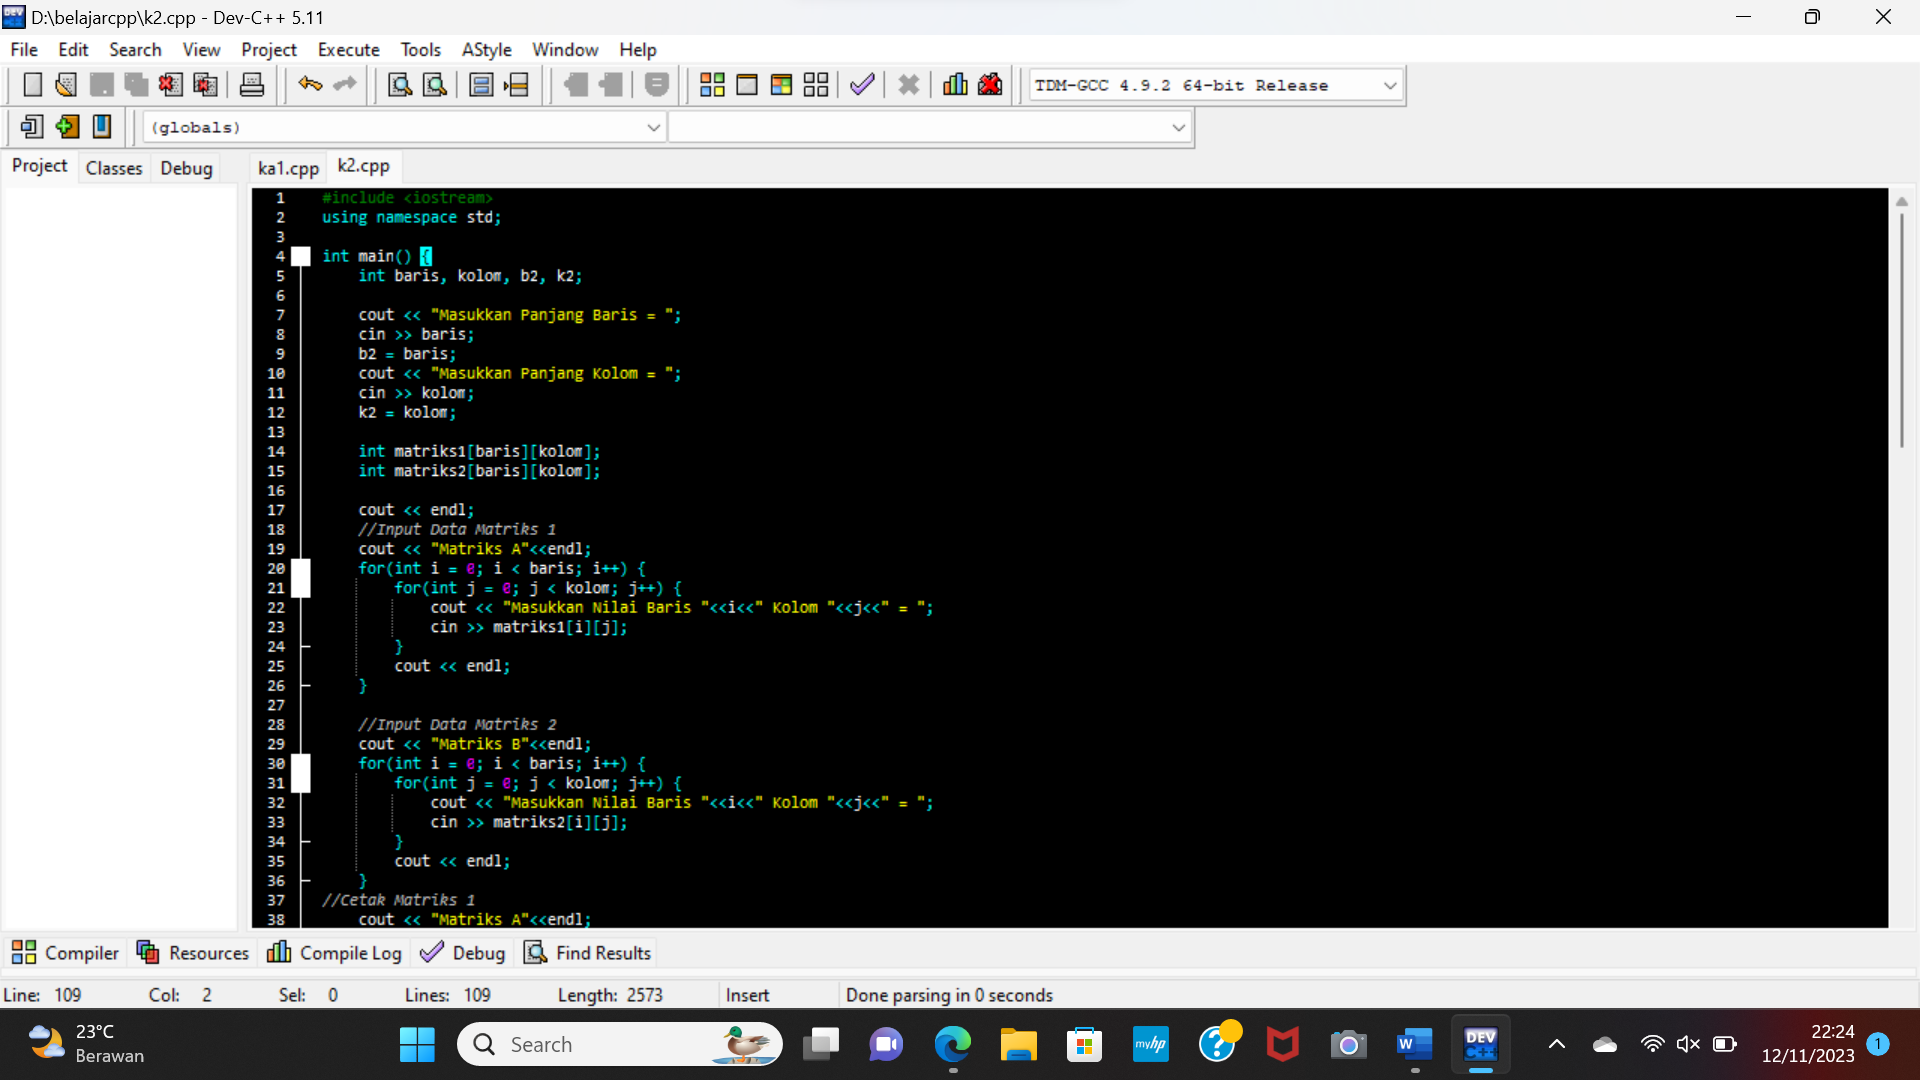 D:\belajarcpp\k2.cpp - Dev-C++ 5.11
File Edit Search View Project Execute Tools AStyle Window Help
TDM-GCC 4.9.2 64-bit Release
(globals)
Project Classes Debug ka1.cpp k2.cpp
1 #include <iostream>
2 using namespace std;
3
4 int main() {
5 int baris, kolom, b2, k2;
6
7 cout << "Masukkan Panjang Baris = ";
8 cin >> baris;
9 b2 = baris;
10 cout << "Masukkan Panjang Kolom = ";
11 cin >> kolom;
12 k2 = kolom;
13
14 int matriks1[baris][kolom];
15 int matriks2[baris][kolom];
16
17 cout << endl;
18 //Input Data Matriks 1
19 cout << "Matriks A"<<endl;
20 for(int i = 0; i < baris; i++) {
21 for(int j = 0; j < kolom; j++) {
22 cout << "Masukkan Nilai Baris "<<i<<" Kolom "<<j<<" = ";
23 cin >> matriks1[i][j];
24 }
25 cout << endl;
26 }
27
28 //Input Data Matriks 2
29 cout << "Matriks B"<<endl;
30 for(int i = 0; i < baris; i++) {
31 for(int j = 0; j < kolom; j++) {
32 cout << "Masukkan Nilai Baris "<<i<<" Kolom "<<j<<" = ";
33 cin >> matriks2[i][j];
34 }
35 cout << endl;
36 }
37 //Cetak Matriks 1
38 cout << "Matriks A"<<endl;
Compiler Resources Compile Log Debug Find Results
Line: 109 Col: 2 Sel: 0 Lines: 109 Length: 2573 Insert Done parsing in 0 seconds
23°C
Berawan
Search
myhp
W
DEV
C++
22:24
12/11/2023
1